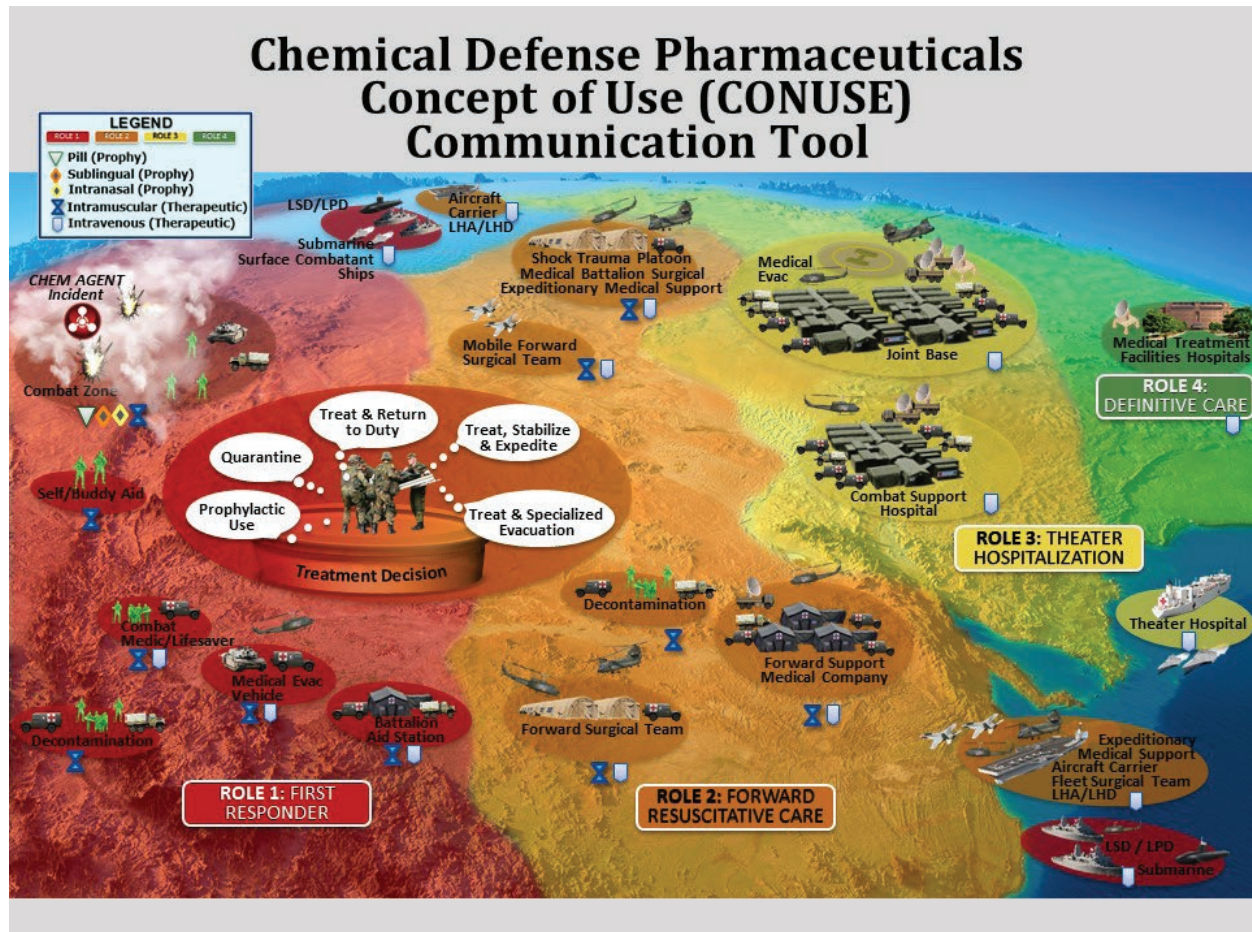 Chemical Defense Pharmaceuticals
Concept of Use (CONUSE)
Communication Tool
LEGEND
ROLE 1
ROLE 2
ROLE 3
ROLE 4
Pill (Prophy)
Sublingual (Prophy)
Intranasal (Prophy)
Intramuscular (Therapeutic)
Intravenous (Therapeutic)
LSD/LPD
Submarine
Surface Combatant
Ships
Aircraft
Carrier
LHA/LHD
Shock Trauma Platoon
Medical Battalion Surgical
Expeditionary Medical Support
Medical
Evac
H
Joint Base
CHEM AGENT
Incident
Combat Zone
Mobile Forward
Surgical Team
Medical Treatment
Facilities Hospitals
ROLE 4:
DEFINITIVE CARE
Treat & Return
to Duty
Treat, Stabilize
& Expedite
Quarantine
Prophylactic
Use
Treat & Specialized
Evacuation
Treatment Decision
Self/Buddy Aid
Combat Support
Hospital
ROLE 3: THEATER
HOSPITALIZATION
Decontamination
Combat
Medic/Lifesaver
Medical Evac
Vehicle
Battalion
Aid Station
Decontamination
Forward Support
Medical Company
Forward Surgical Team
Theater Hospital
Expeditionary
Medical Support
Aircraft Carrier
Fleet Surgical Team
LHA/LHD
ROLE 1: FIRST
RESPONDER
ROLE 2: FORWARD
RESUSCITATIVE CARE
LSD / LPD
Submarine